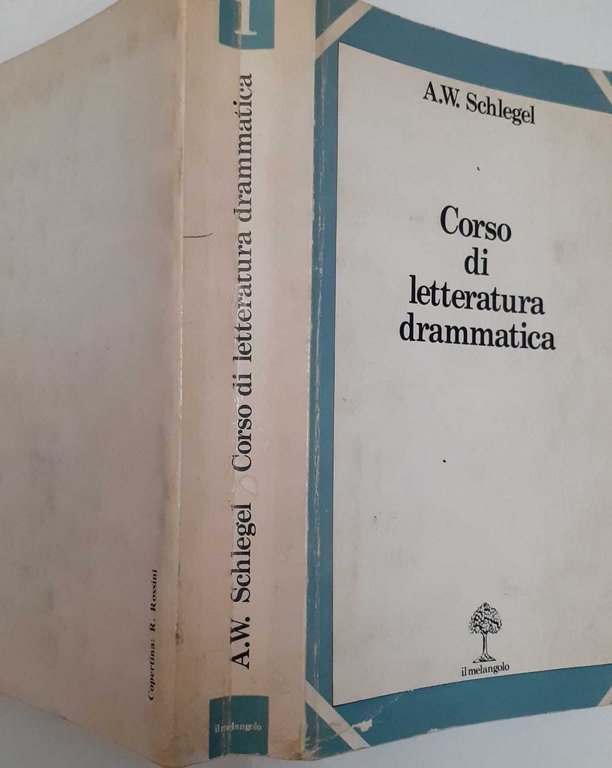 A.W. Schlegel
Corso
di
letteratura
drammatica
il melangolo
1
A.W. Schlegel Corso di letteratura drammatica
il melangolo
Copertina: R. Rossini